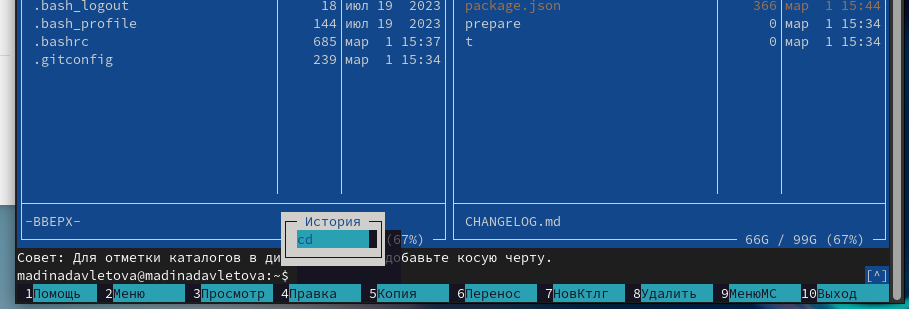 .bash_logout 18 июл 19 2023 package.json 366 мар 1 15:44
.bash_profile 144 июл 19 2023 prepare 0 мар 1 15:34
.bashrc 685 мар 1 15:37 t 0 мар 1 15:34
.gitconfig 239 мар 1 15:34
-ВВЕРХ- CHANGELOG.md
История
cd (67%) 66G / 99G (67%)
Совет: Для отметки каталогов в ди добавьте косую черту.
madinadavletova@madinadavletova:~$ [^]
1Помощь 2Меню 3Просмотр 4Правка 5Копия 6Перенос 7НовКтлг 8Удалить 9МенюМС 10Выход